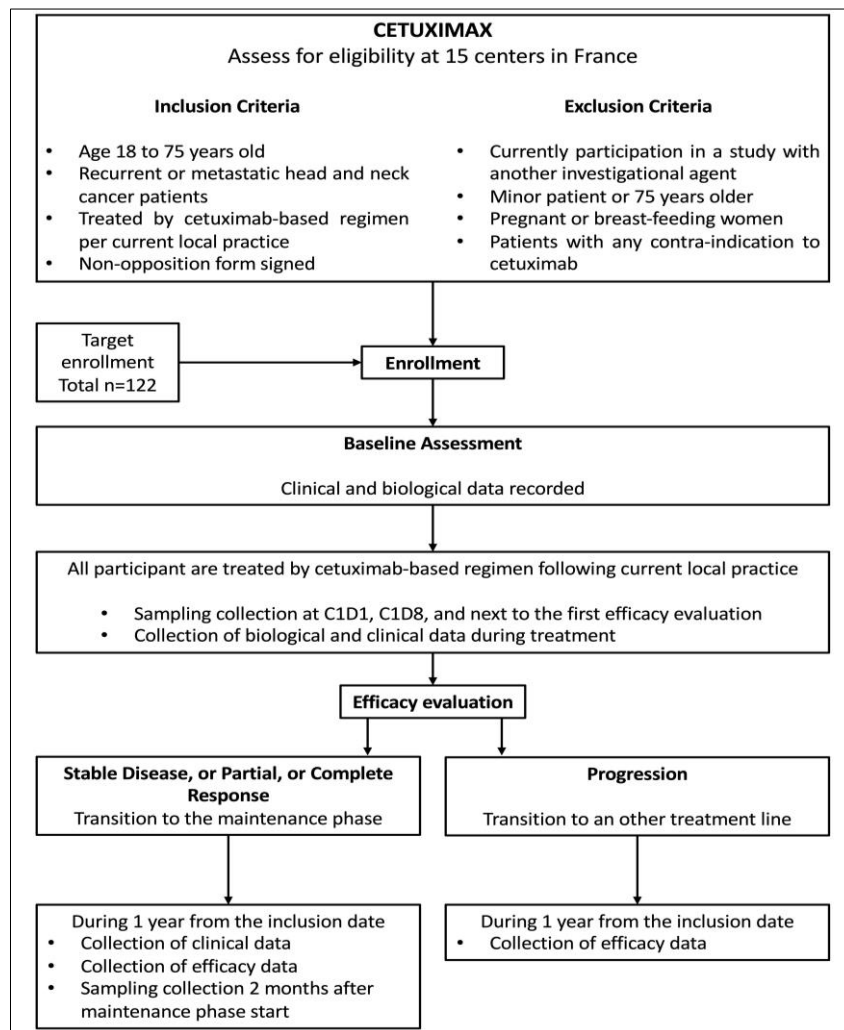 CETUXIMAX
Assess for eligibility at 15 centers in France
Inclusion Criteria
• Age 18 to 75 years old
• Recurrent or metastatic head and neck
cancer patients
• Treated by cetuximab-based regimen
per current local practice
• Non-opposition form signed
Exclusion Criteria
• Currently participation in a study with
another investigational agent
• Minor patient or 75 years older
• Pregnant or breast-feeding women
• Patients with any contra-indication to
cetuximab
Target
enrollment
Total n=122
Enrollment
Baseline Assessment
Clinical and biological data recorded
All participant are treated by cetuximab-based regimen following current local practice
• Sampling collection at C1D1, C1D8, and next to the first efficacy evaluation
• Collection of biological and clinical data during treatment
Efficacy evaluation
Stable Disease, or Partial, or Complete
Response
Transition to the maintenance phase
Progression
Transition to an other treatment line
During 1 year from the inclusion date
• Collection of clinical data
• Collection of efficacy data
• Sampling collection 2 months after
maintenance phase start
During 1 year from the inclusion date
• Collection of efficacy data